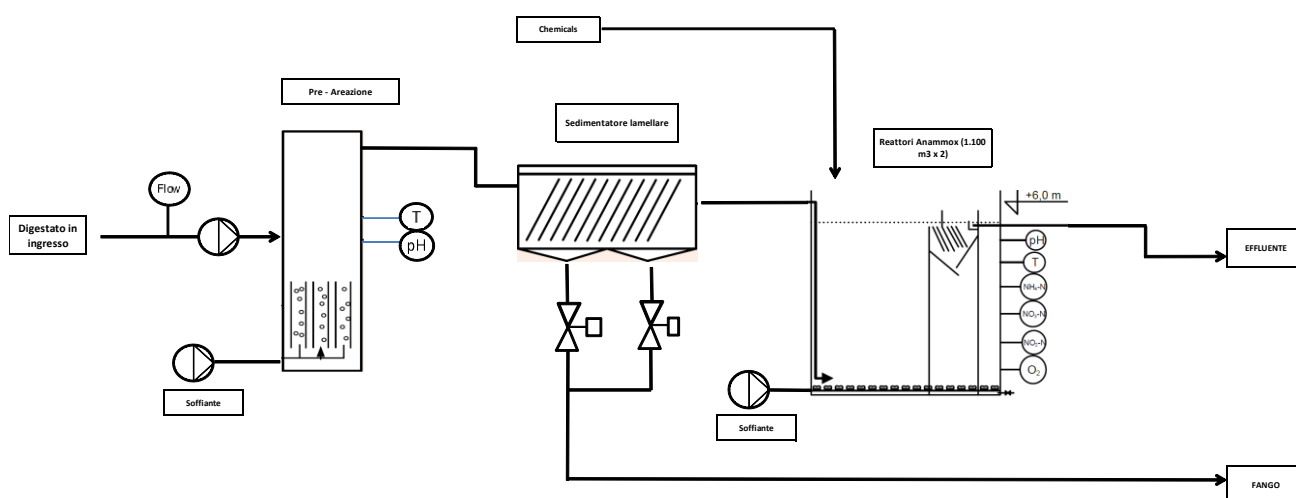 Chemicals
Pre - Areazione
Sedimentatore lamellare
Reattori Anammox (1.100
m3 x 2)
Flow
+6,0 m
Digestato in
ingresso
T
pH
EFFLUENTE
pH
T
NH₄-N
NO₃-N
NO₂-N
O₂
Soffiante
Soffiante
FANGO